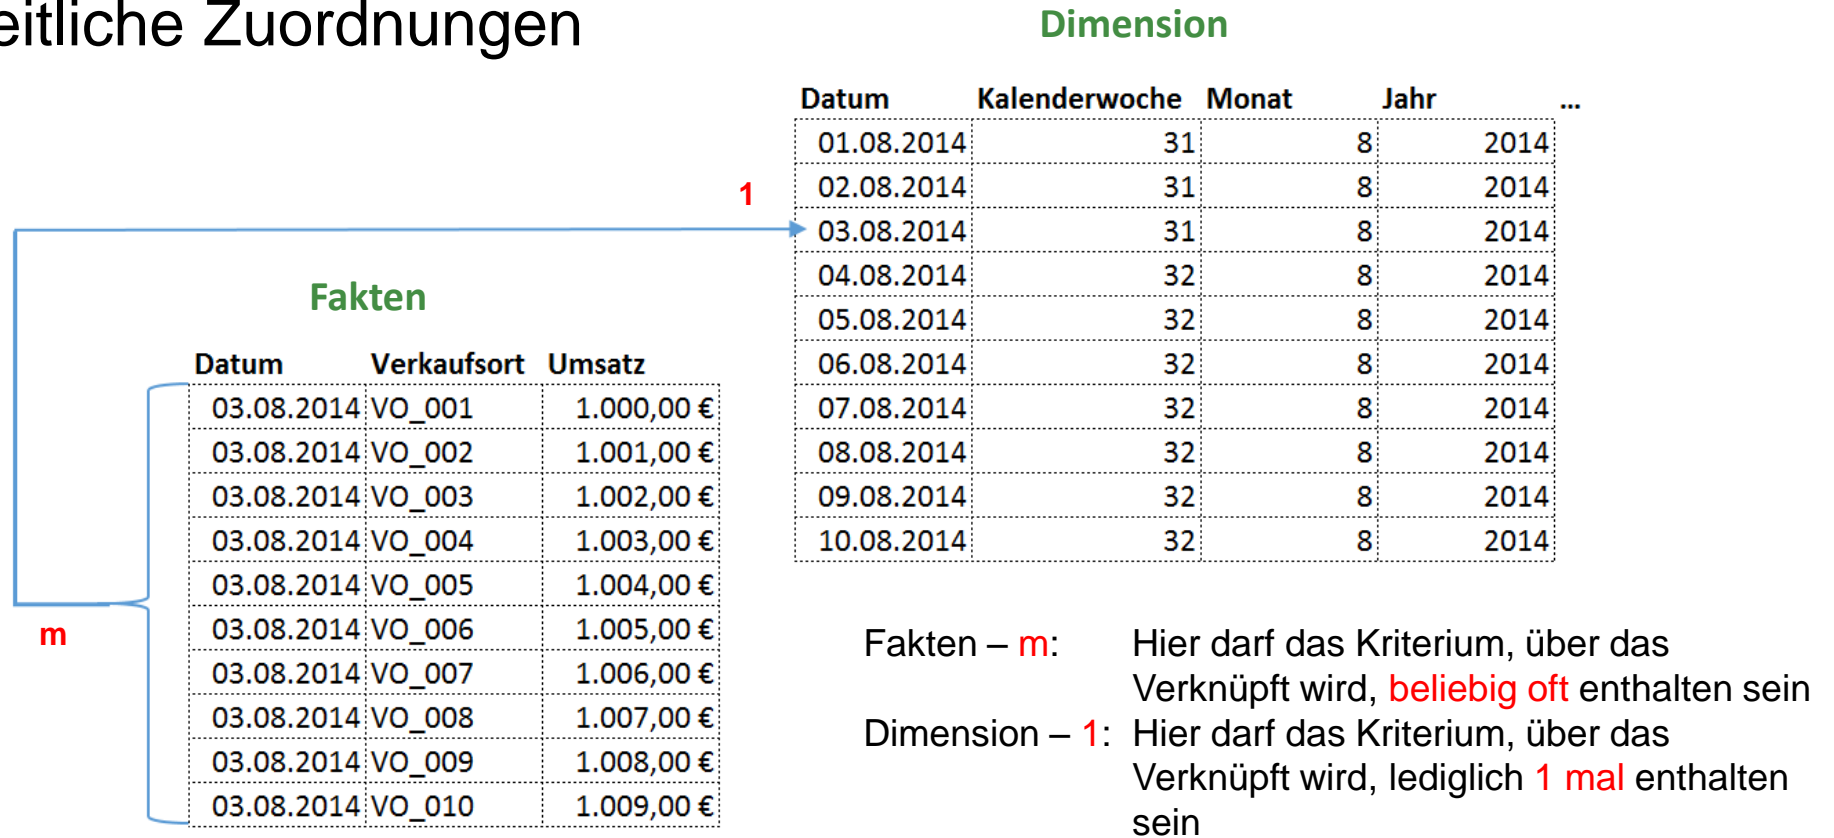 eitliche Zuordnungen
Dimension
Datum Kalenderwoche Monat Jahr ...
01.08.2014 31 8 2014
02.08.2014 31 8 2014
03.08.2014 31 8 2014
04.08.2014 32 8 2014
05.08.2014 32 8 2014
06.08.2014 32 8 2014
07.08.2014 32 8 2014
08.08.2014 32 8 2014
09.08.2014 32 8 2014
10.08.2014 32 8 2014
1
Fakten
Datum Verkaufsort Umsatz
03.08.2014 VO_001 1.000,00 €
03.08.2014 VO_002 1.001,00 €
03.08.2014 VO_003 1.002,00 €
03.08.2014 VO_004 1.003,00 €
03.08.2014 VO_005 1.004,00 €
03.08.2014 VO_006 1.005,00 €
03.08.2014 VO_007 1.006,00 €
03.08.2014 VO_008 1.007,00 €
03.08.2014 VO_009 1.008,00 €
03.08.2014 VO_010 1.009,00 €
m
Fakten – m: Hier darf das Kriterium, über das
Verknüpft wird, beliebig oft enthalten sein
Dimension – 1: Hier darf das Kriterium, über das
Verknüpft wird, lediglich 1 mal enthalten
sein